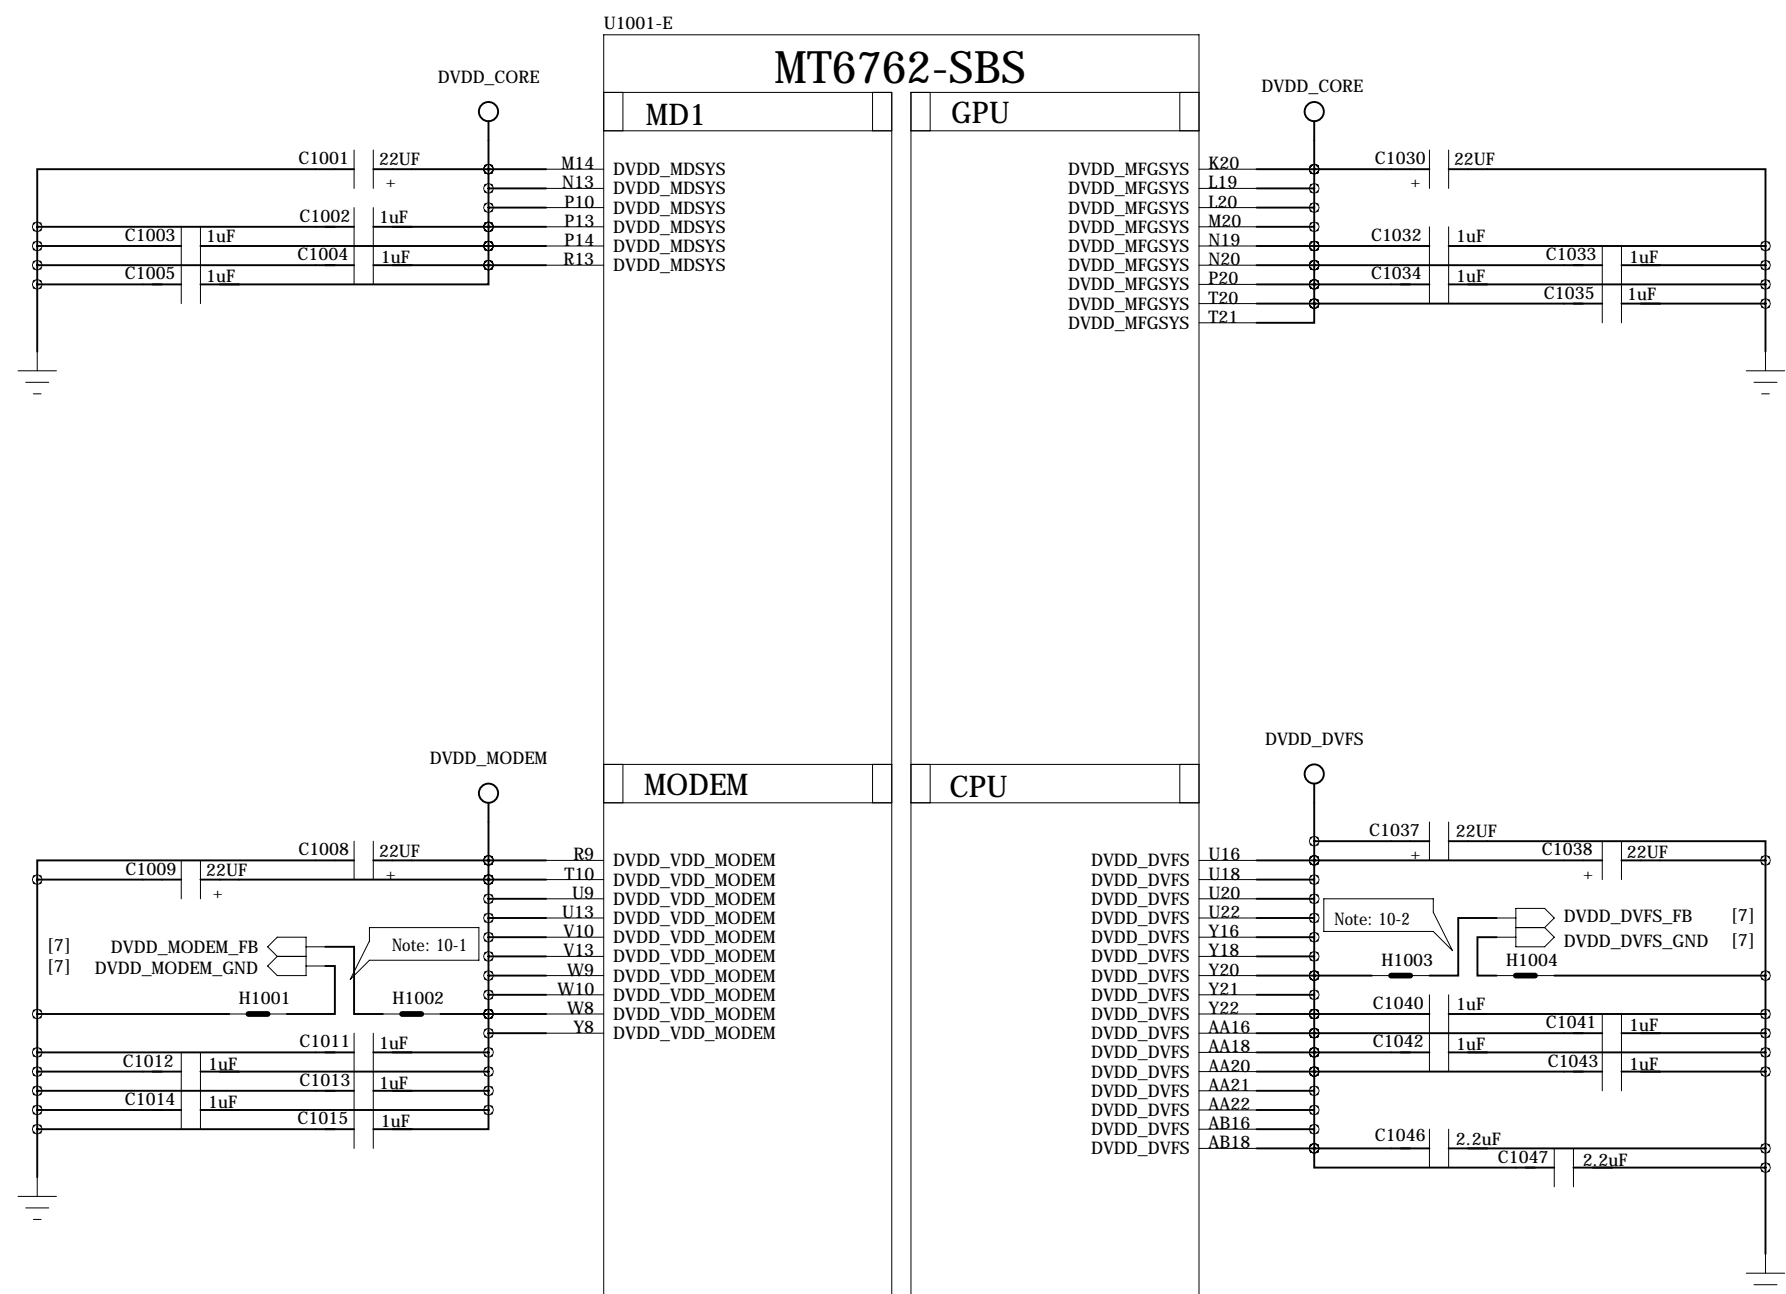 U1001-E
MT6762-SBS
DVDD_CORE
MD1
GPU
DVDD_CORE
C1001 22UF
+
M14 DVDD_MDSYS
N13 DVDD_MDSYS
P10 DVDD_MDSYS
C1002 1uF
P13 DVDD_MDSYS
C1003 1uF
P14 DVDD_MDSYS
C1004 1uF
R13 DVDD_MDSYS
C1005 1uF
DVDD_MFGSYS K20
C1030 22UF
+
DVDD_MFGSYS L19
DVDD_MFGSYS L20
DVDD_MFGSYS M20
DVDD_MFGSYS N19
C1032 1uF
DVDD_MFGSYS N20
C1033 1uF
DVDD_MFGSYS P20
C1034 1uF
DVDD_MFGSYS T20
C1035 1uF
DVDD_MFGSYS T21
DVDD_MODEM
MODEM
CPU
DVDD_DVFS
C1008 22UF
+
R9 DVDD_VDD_MODEM
C1009 22UF
+
T10 DVDD_VDD_MODEM
U9 DVDD_VDD_MODEM
U13 DVDD_VDD_MODEM
V10 DVDD_VDD_MODEM
V13 DVDD_VDD_MODEM
W9 DVDD_VDD_MODEM
W10 DVDD_VDD_MODEM
W8 DVDD_VDD_MODEM
Y8 DVDD_VDD_MODEM
[7] DVDD_MODEM_FB
Note: 10-1
[7] DVDD_MODEM_GND
H1001
H1002
C1011 1uF
C1012 1uF
C1013 1uF
C1014 1uF
C1015 1uF
C1037 22UF
+
C1038 22UF
+
DVDD_DVFS U16
DVDD_DVFS U18
DVDD_DVFS U20
DVDD_DVFS U22
DVDD_DVFS Y16
DVDD_DVFS Y18
DVDD_DVFS Y20
DVDD_DVFS Y21
DVDD_DVFS Y22
DVDD_DVFS AA16
DVDD_DVFS AA18
DVDD_DVFS AA20
DVDD_DVFS AA21
DVDD_DVFS AA22
DVDD_DVFS AB16
DVDD_DVFS AB18
Note: 10-2
DVDD_DVFS_FB [7]
DVDD_DVFS_GND [7]
H1003
H1004
C1040 1uF
C1041 1uF
C1042 1uF
C1043 1uF
C1046 2.2uF
C1047 2.2uF